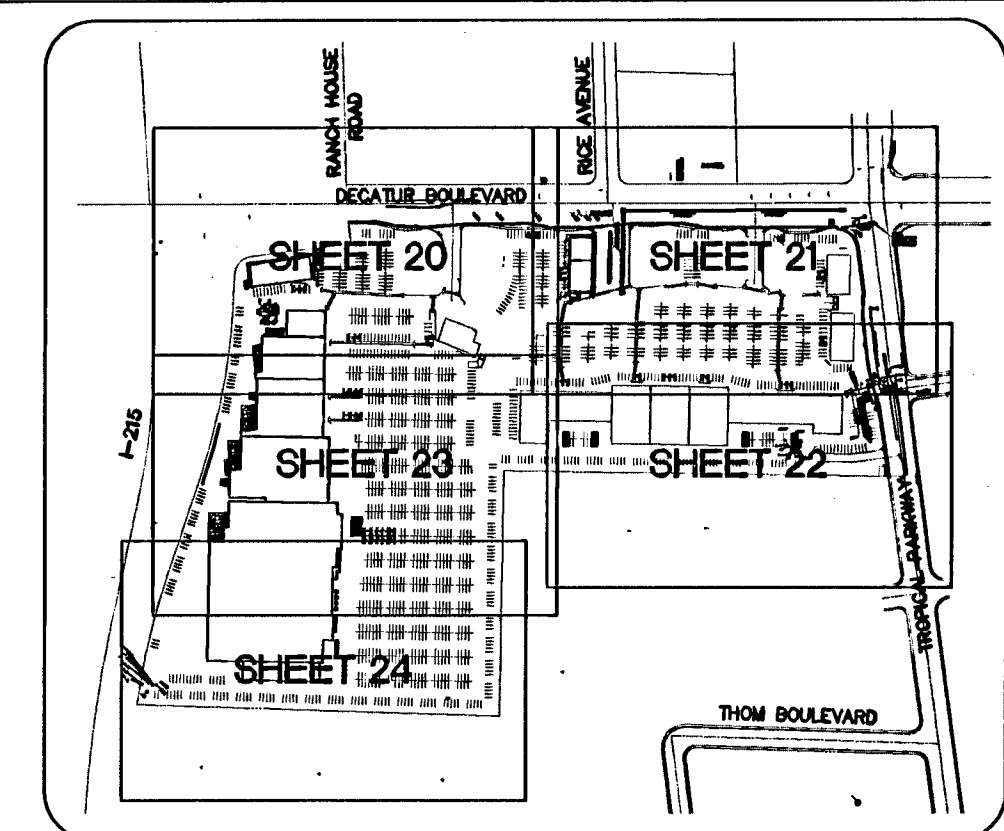 RANCH HOUSE
ROAD
RICE AVENUE
DECATUR BOULEVARD
SHEET 20
SHEET 21
I-215
SHEET 23
SHEET 22
TROPICAL PARKWAY
SHEET 24
THOM BOULEVARD